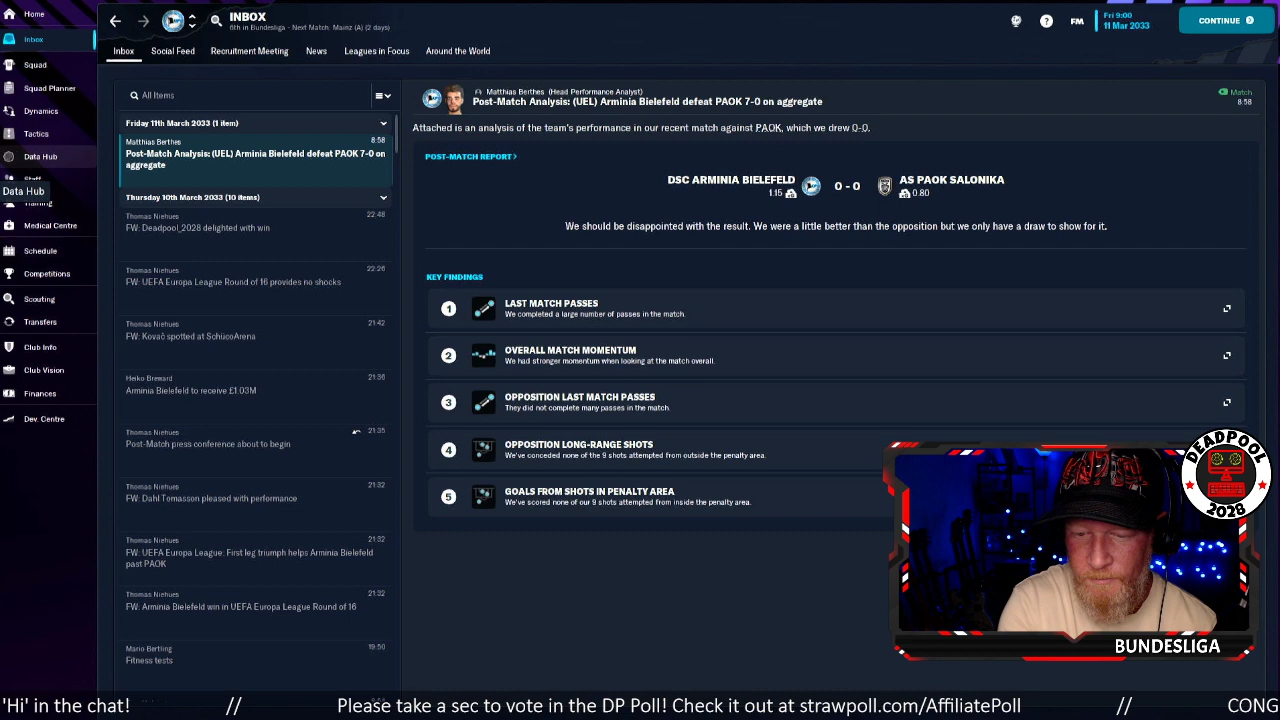 Home
Inbox
Squad
Squad Planner
Dynamics
Tactics
Data Hub
Data Hub
Training
Medical Centre
Schedule
Competitions
Scouting
Transfers
Club Info
Club Vision
Finances
Dev. Centre
INBOX
6th in Bundesliga - Next Match: Mainz (A) (2 days)
FM
Fri 9:00
11 Mar 2033
CONTINUE
Inbox
Social Feed
Recruitment Meeting
News
Leagues in Focus
Around the World
All Items
Friday 11th March 2033 (1 item)
Matthias Berthes 8:58
Post-Match Analysis: (UEL) Arminia Bielefeld defeat PAOK 7-0 on
aggregate
Thursday 10th March 2033 (10 items)
Thomas Niehues 22:48
FW: Deadpool_2028 delighted with win
Thomas Niehues 22:26
FW: UEFA Europa League Round of 16 provides no shocks
Thomas Niehues 21:42
FW: Kovač spotted at SchücoArena
Heiko Breward 21:36
Arminia Bielefeld to receive £1.03M
Thomas Niehues 21:35
Post-Match press conference about to begin
Thomas Niehues 21:32
FW: Dahl Tomasson pleased with performance
Thomas Niehues 21:32
FW: UEFA Europa League: First leg triumph helps Arminia Bielefeld
past PAOK
Thomas Niehues 21:32
FW: Arminia Bielefeld win in UEFA Europa League Round of 16
Mario Bertling 19:50
Fitness tests
Matthias Berthes (Head Performance Analyst)
Post-Match Analysis: (UEL) Arminia Bielefeld defeat PAOK 7-0 on aggregate
Match
8:58
Attached is an analysis of the team's performance in our recent match against PAOK, which we drew 0-0.
POST-MATCH REPORT>
DSC ARMINIA BIELEFELD 0 - 0 AS PAOK SALONIKA
1.15 0.80
We should be disappointed with the result. We were a little better than the opposition but we only have a draw to show for it.
KEY FINDINGS
1 LAST MATCH PASSES
We completed a large number of passes in the match.
2 OVERALL MATCH MOMENTUM
We had stronger momentum when looking at the match overall.
3 OPPOSITION LAST MATCH PASSES
They did not complete many passes in the match.
4 OPPOSITION LONG-RANGE SHOTS
We've conceded none of the 9 shots attempted from outside the penalty area.
5 GOALS FROM SHOTS IN PENALTY AREA
We've scored none of our 9 shots attempted from inside the penalty area.
DEADPOOL
2028
BUNDESLIGA
'Hi' in the chat! // Please take a sec to vote in the DP Poll! Check it out at strawpoll.com/AffiliatePoll // CONG